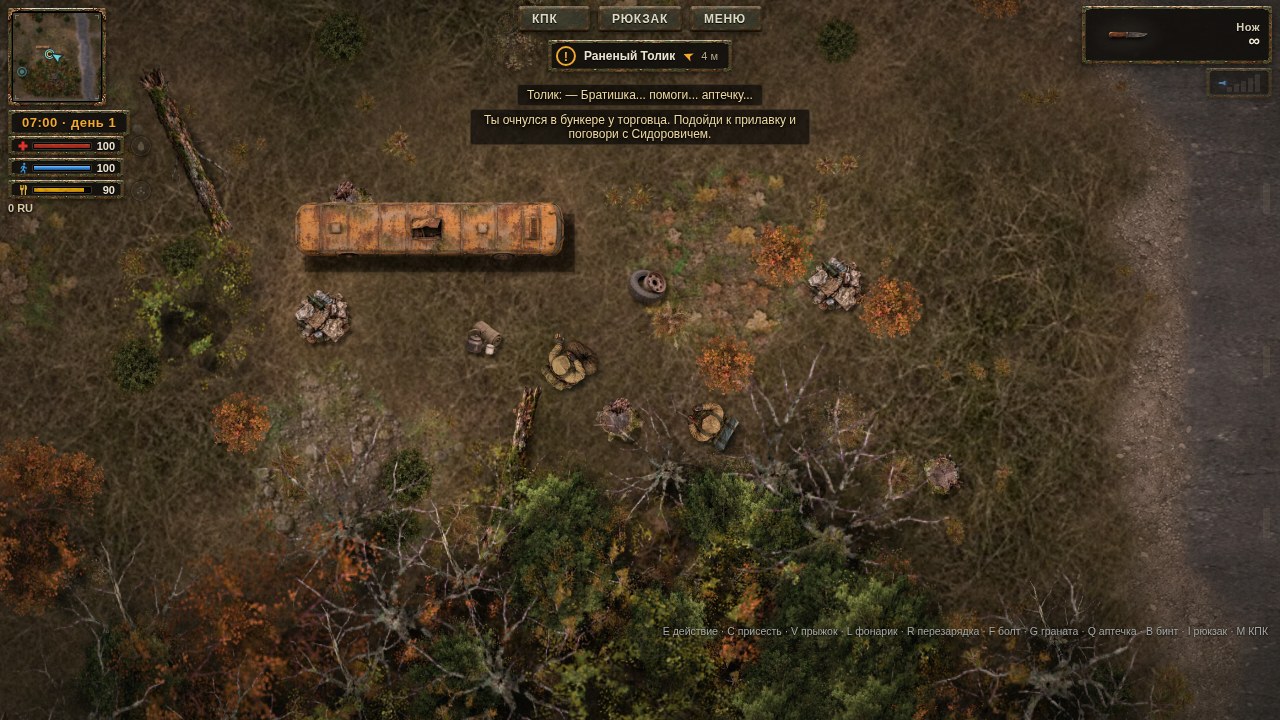 КПК
РЮКЗАК
МЕНЮ
Нож
∞
! Раненый Толик 4 м
Толик: — Братишка... помоги... аптечку...
Ты очнулся в бункере у торговца. Подойди к прилавку и
поговори с Сидоровичем.
07:00 · день 1
100
100
90
0 RU
E действие · C присесть · V прыжок · L фонарик · R перезарядка · F болт · G граната · Q аптечка · B бинт · I рюкзак · M КПК